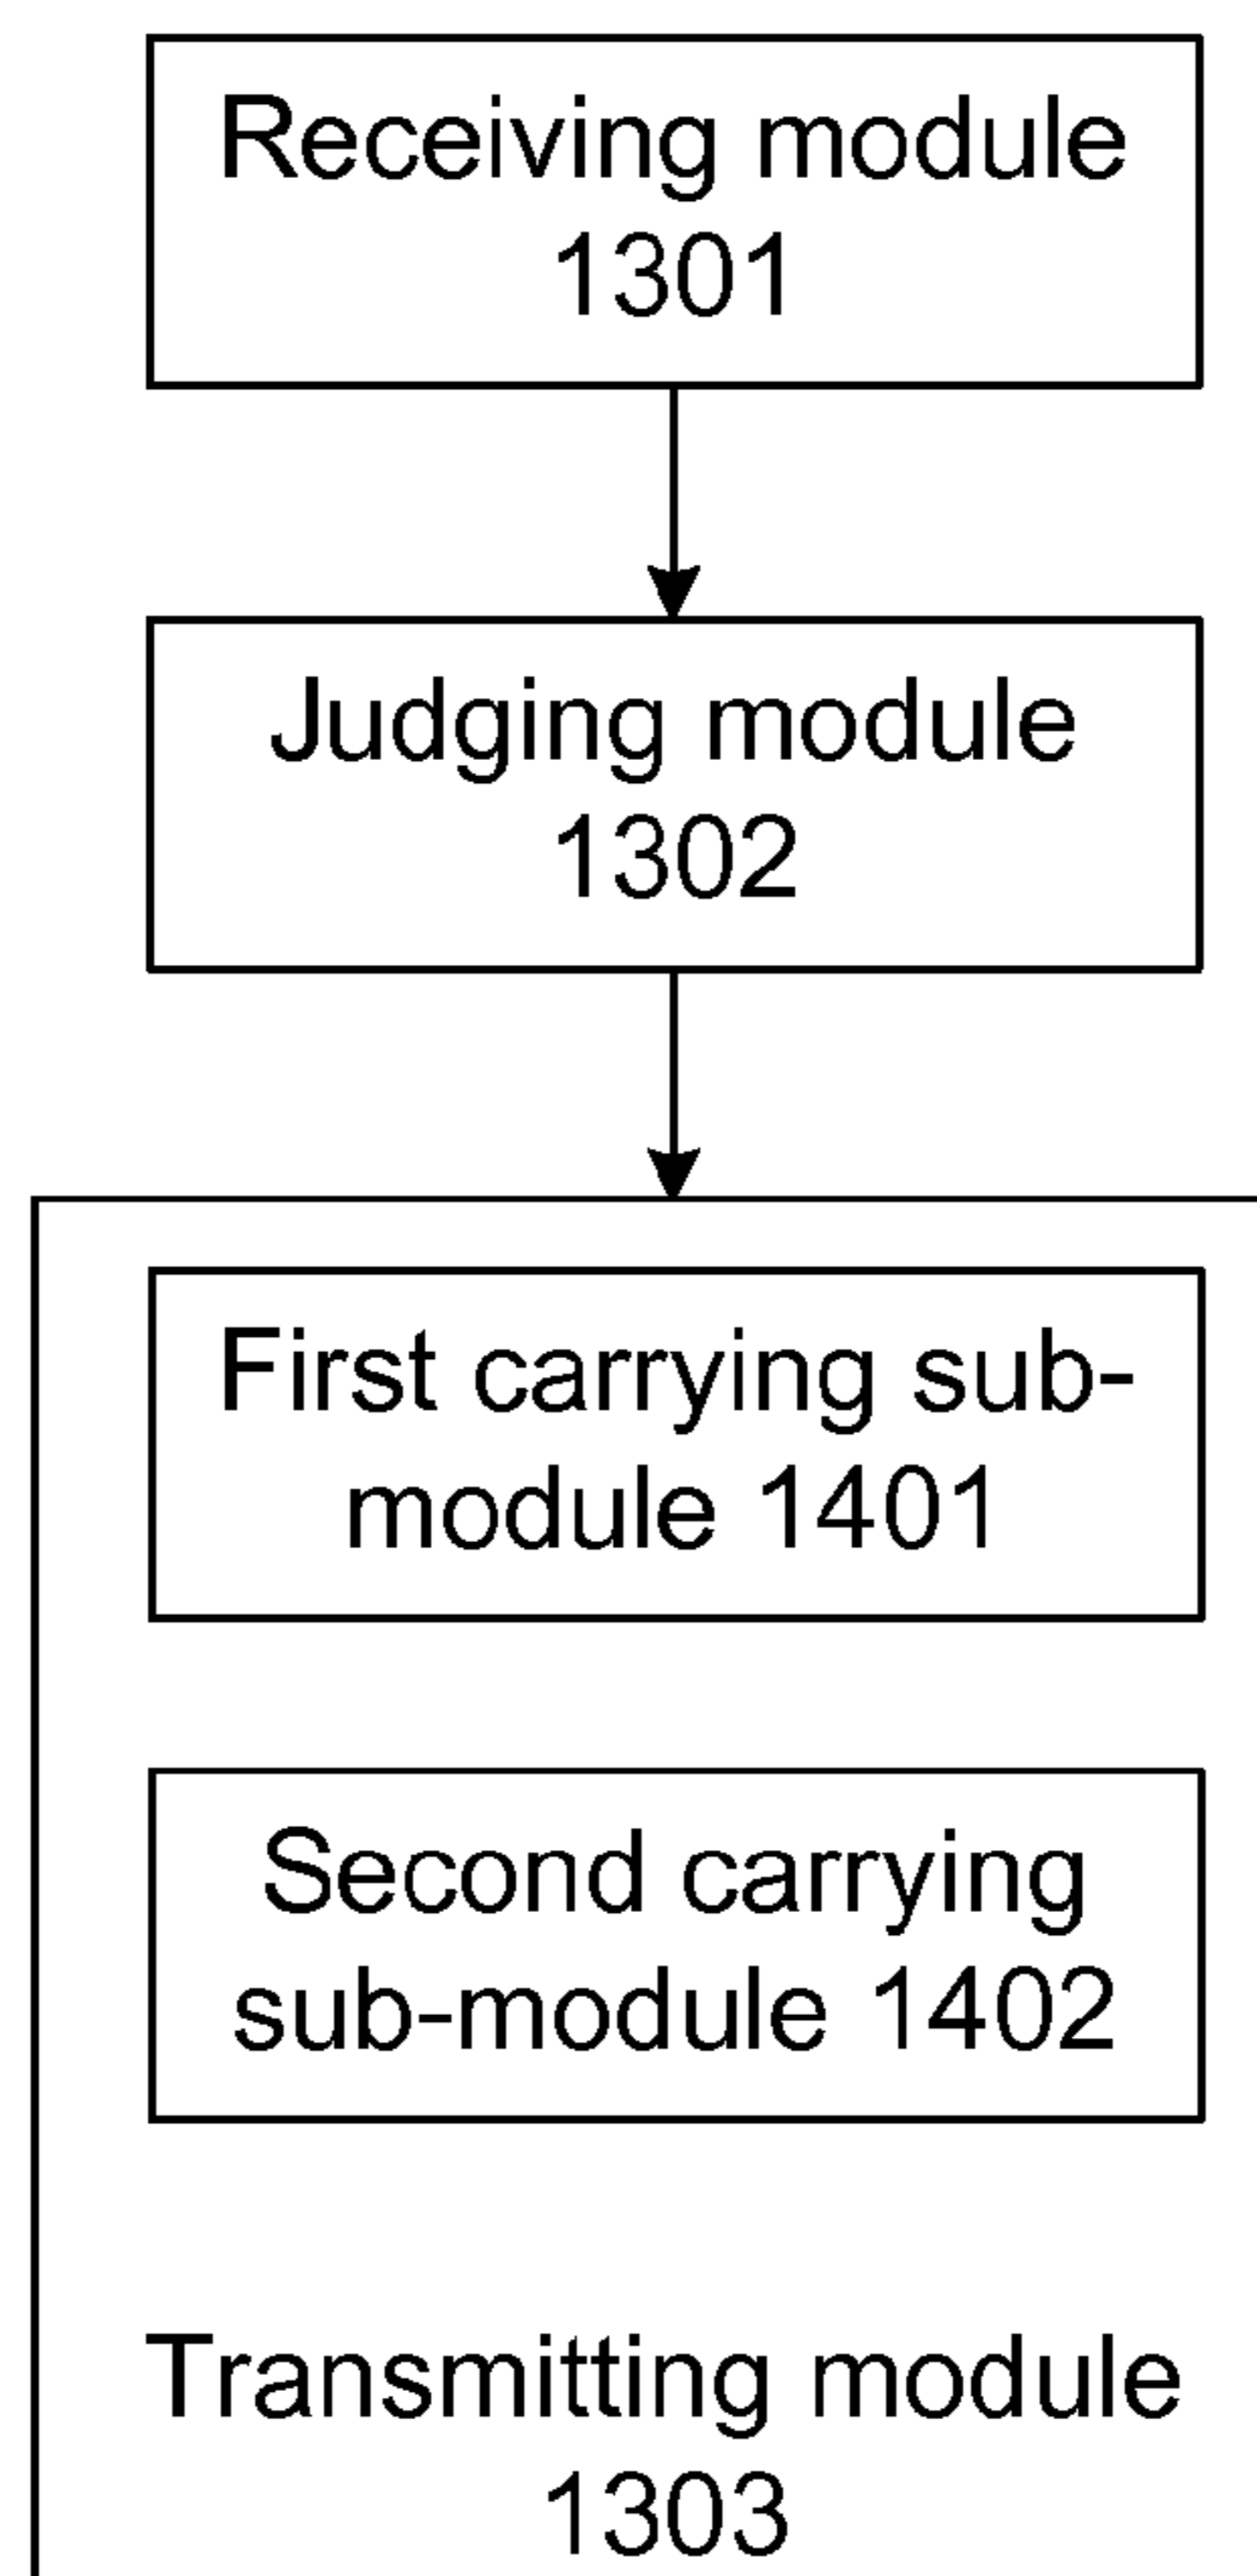 Receiving module
1301
Judging module
1302
First carrying sub-
module 1401
Second carrying
sub-module 1402
Transmitting module
1303